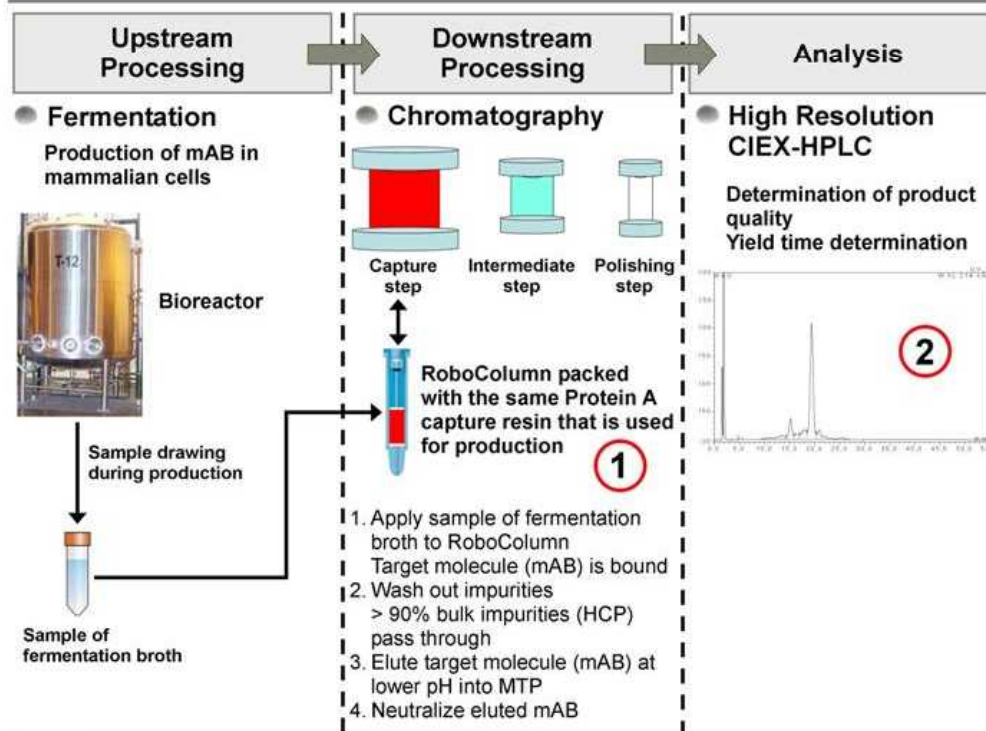 Upstream
Processing
Downstream
Processing
Analysis
Fermentation
Production of mAB in
mammalian cells
T-12
Bioreactor
Sample drawing
during production
Sample of
fermentation broth
Chromatography
Capture
step
Intermediate
step
Polishing
step
RoboColumn packed
with the same Protein A
capture resin that is used
for production
1
1. Apply sample of fermentation
broth to RoboColumn
Target molecule (mAB) is bound
2. Wash out impurities
> 90% bulk impurities (HCP)
pass through
3. Elute target molecule (mAB) at
lower pH into MTP
4. Neutralize eluted mAB
High Resolution
CIEX-HPLC
Determination of product
quality
Yield time determination
2